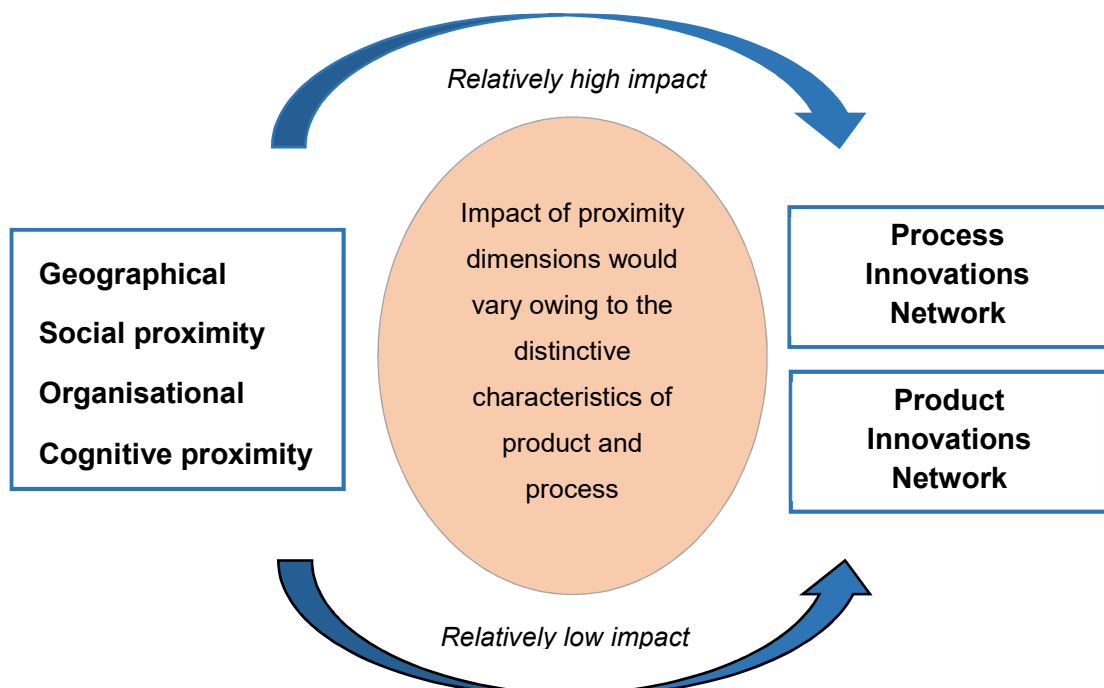 Relatively high impact
Geographical
Social proximity
Organisational
Cognitive proximity
Impact of proximity
dimensions would
vary owing to the
distinctive
characteristics of
product and
process
Process
Innovations
Network
Product
Innovations
Network
Relatively low impact